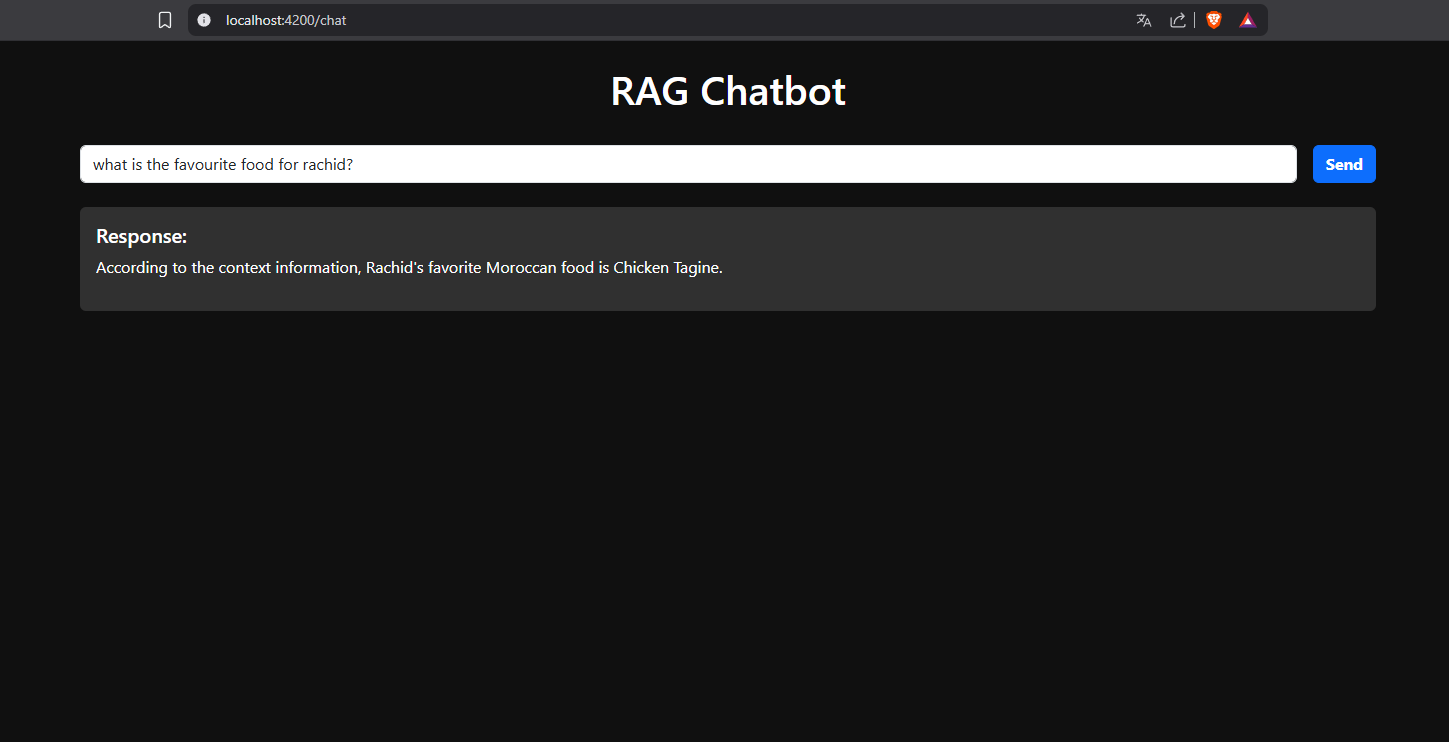 localhost:4200/chat
RAG Chatbot
what is the favourite food for rachid?
Send
Response:
According to the context information, Rachid's favorite Moroccan food is Chicken Tagine.